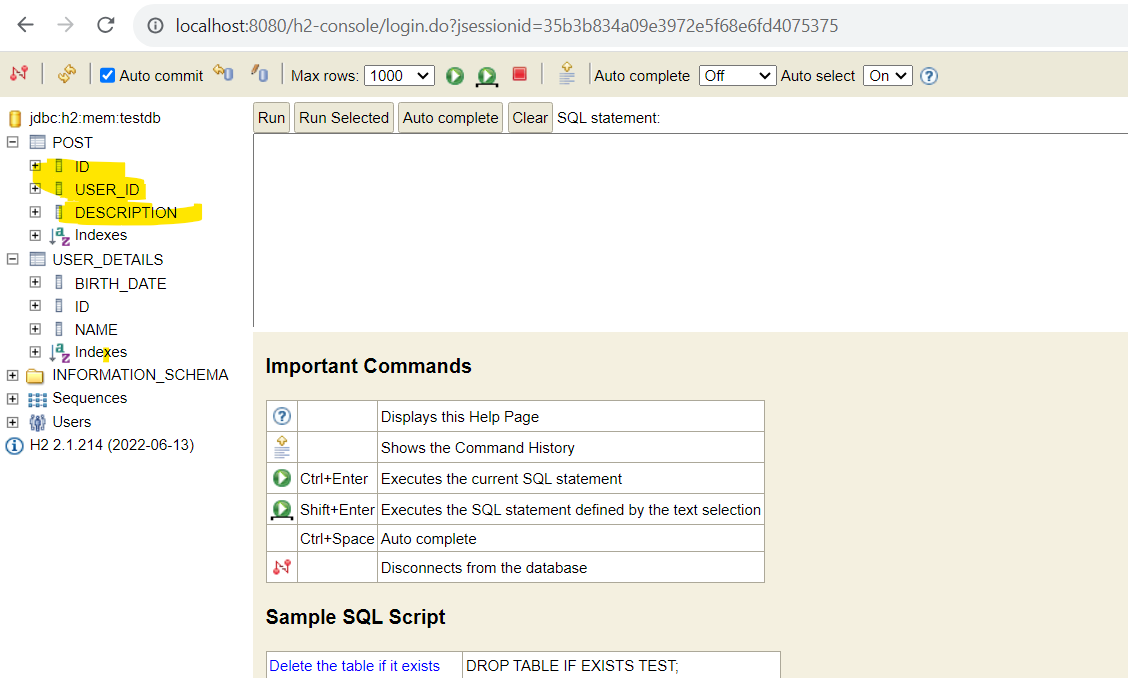 localhost:8080/h2-console/login.do?jsessionid=35b3b834a09e3972e5f68e6fd4075375
Auto commit Max rows: 1000 Auto complete Off Auto select On ?
jdbc:h2:mem:testdb
POST
ID
USER_ID
DESCRIPTION
Indexes
USER_DETAILS
BIRTH_DATE
ID
NAME
Indexes
INFORMATION_SCHEMA
Sequences
Users
H2 2.1.214 (2022-06-13)
Run Run Selected Auto complete Clear SQL statement:
Important Commands
? Displays this Help Page
Shows the Command History
Ctrl+Enter Executes the current SQL statement
Shift+Enter Executes the SQL statement defined by the text selection
Ctrl+Space Auto complete
Disconnects from the database
Sample SQL Script
Delete the table if it exists DROP TABLE IF EXISTS TEST;